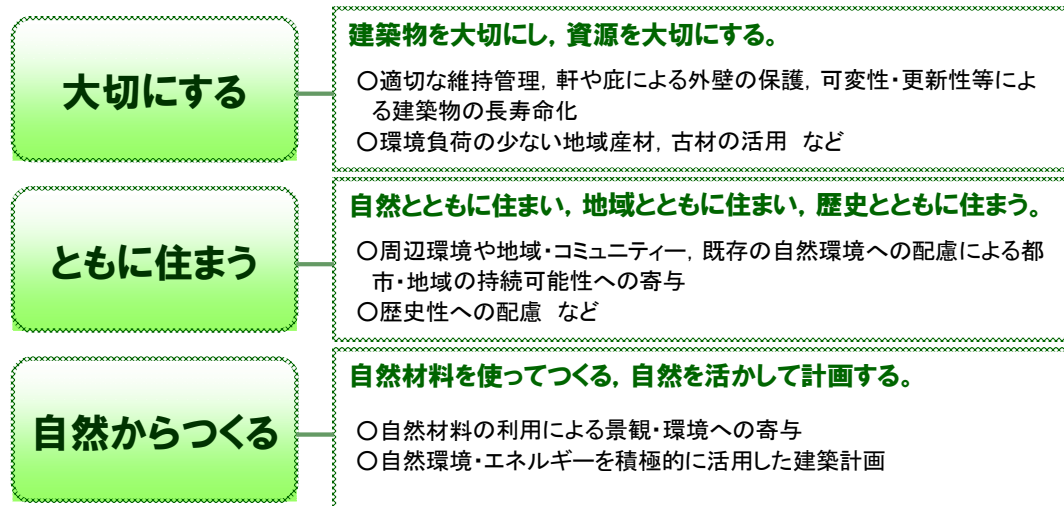 大切にする
建築物を大切にし，資源を大切にする。
〇適切な維持管理，軒や庇による外壁の保護，可変性・更新性等によ
る建築物の長寿命化
〇環境負荷の少ない地域産材，古材の活用　など
ともに住まう
自然とともに住まい，地域とともに住まい，歴史とともに住まう。
〇周辺環境や地域・コミュニティー，既存の自然環境への配慮による都
市・地域の持続可能性への寄与
〇歴史性への配慮　など
自然からつくる
自然材料を使ってつくる，自然を活かして計画する。
〇自然材料の利用による景観・環境への寄与
〇自然環境・エネルギーを積極的に活用した建築計画